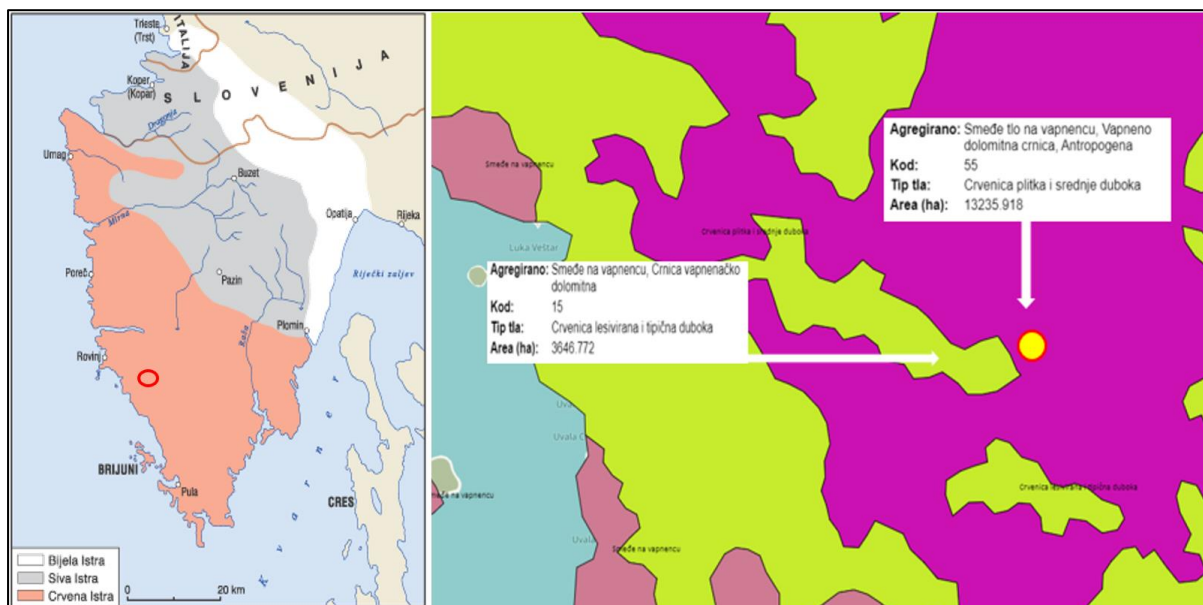 Trieste
(Trst)
ITALIJA
Koper
(Kopar)
SLOVENIJA
Dragonja
Umag
Buzet
Mirna
Opatija
Rijeka
Poreč
Pazin
Riječki zaljev
Plomin
Raša
Rovinj
BRIJUNI
Pula
CRES
Kvarner
Bijela Istra
Siva Istra
Crvena Istra
0 20 km
Smeđe na vapnencu
Agregirano: Smeđe tlo na vapnencu, Vapneno
dolomitna crnica, Antropogena
Kod: 55
Tip tla: Crvenica plitka i srednje duboka
Area (ha): 13235.918
Crvenica plitka i srednje duboka
Luka Veštar
Agregirano: Smeđe na vapnencu, Crnica vapnenačko
dolomitna
Kod: 15
Tip tla: Crvenica lesivirana i tipična duboka
Area (ha): 3646.772
Uvala
Crvenica lesivirana i tipična duboka
Smeđe na vapnencu
Uvala
Smeđe na vapnencu